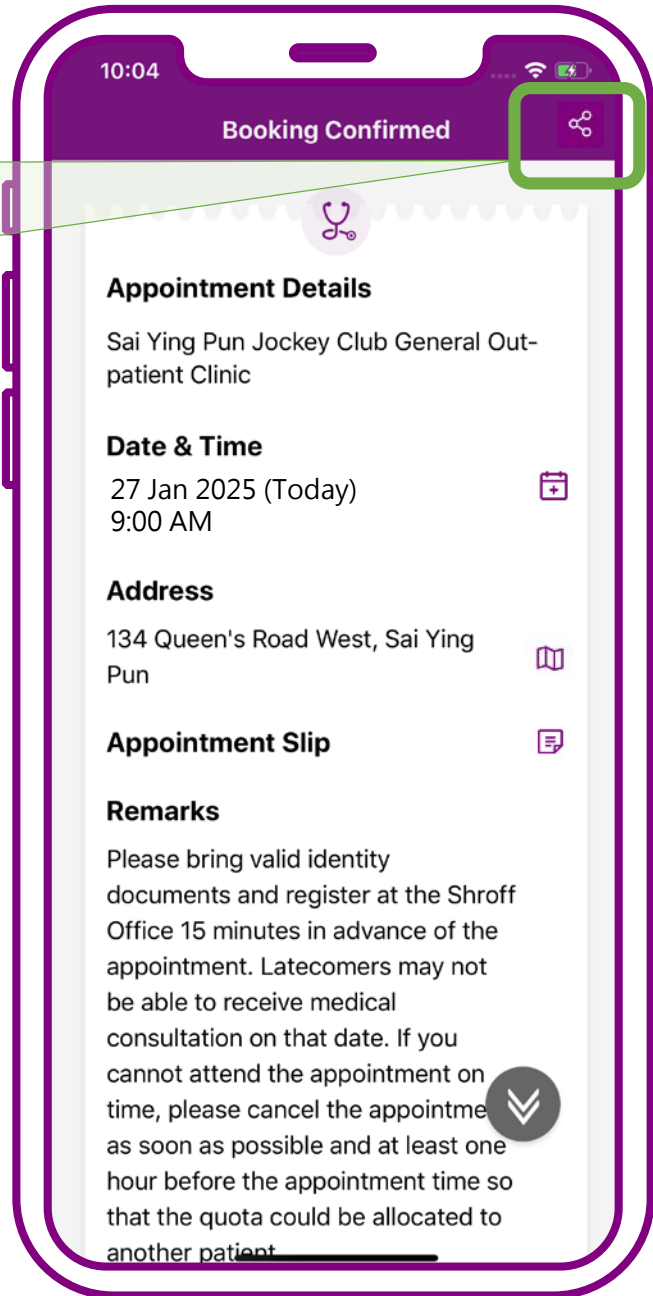 10:04
Booking Confirmed
Appointment Details
Sai Ying Pun Jockey Club General Out-
patient Clinic
Date & Time
27 Jan 2025 (Today)
9:00 AM
Address
134 Queen's Road West, Sai Ying
Pun
Appointment Slip
Remarks
Please bring valid identity
documents and register at the Shroff
Office 15 minutes in advance of the
appointment. Latecomers may not
be able to receive medical
consultation on that date. If you
cannot attend the appointment on
time, please cancel the appointme
as soon as possible and at least one
hour before the appointment time so
that the quota could be allocated to
another patient